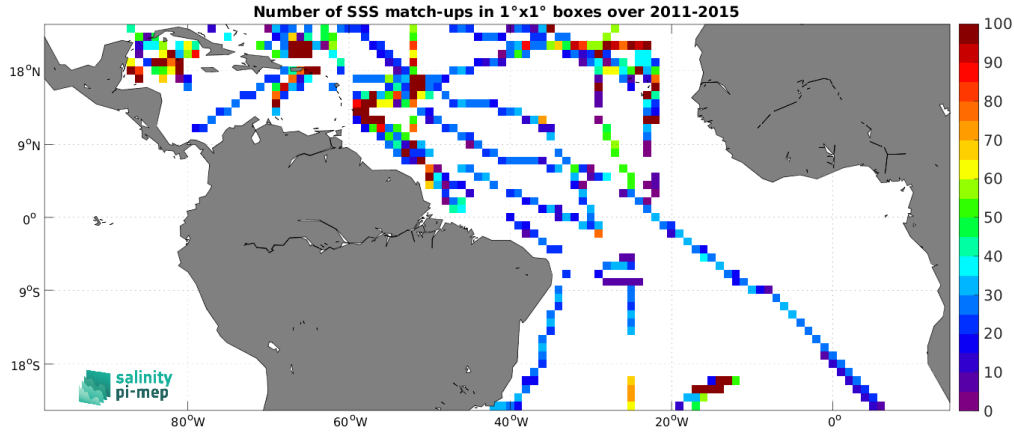 Number of SSS match-ups in 1°x1° boxes over 2011-2015
100
90
80
70
60
50
40
30
20
10
0
18°N
9°N
0°
9°S
18°S
80°W
60°W
40°W
20°W
0°
salinity
pi-mep